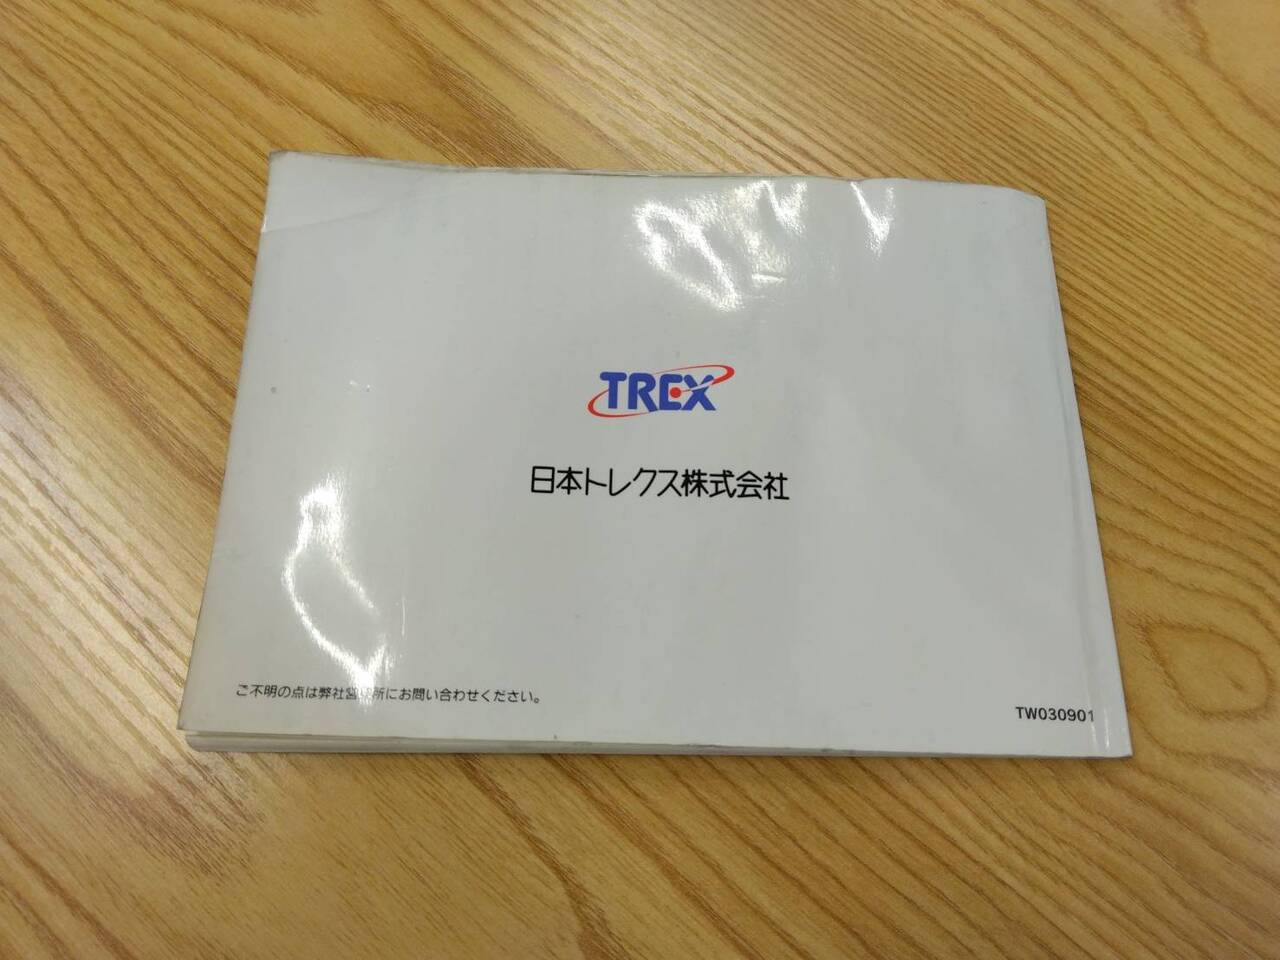 TREX
日本トレクス株式会社
ご不明の点は弊社営業所にお問い合わせください。
TW030901